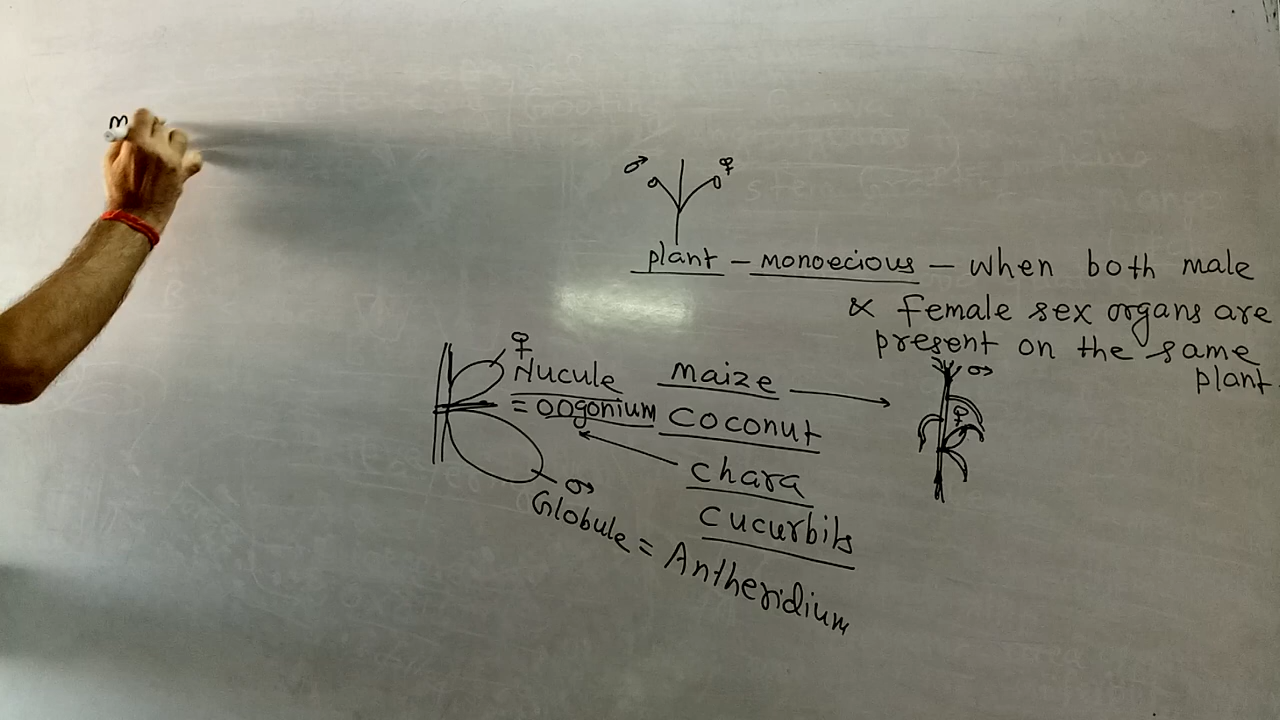 m
♂ ♀
plant – monoecious – when both male
& female sex organs are
present on the same
plant
♀
Nucule
= oogonium
♂
Globule = Antheridium
maize
coconut
chara
cucurbits
♂
♀